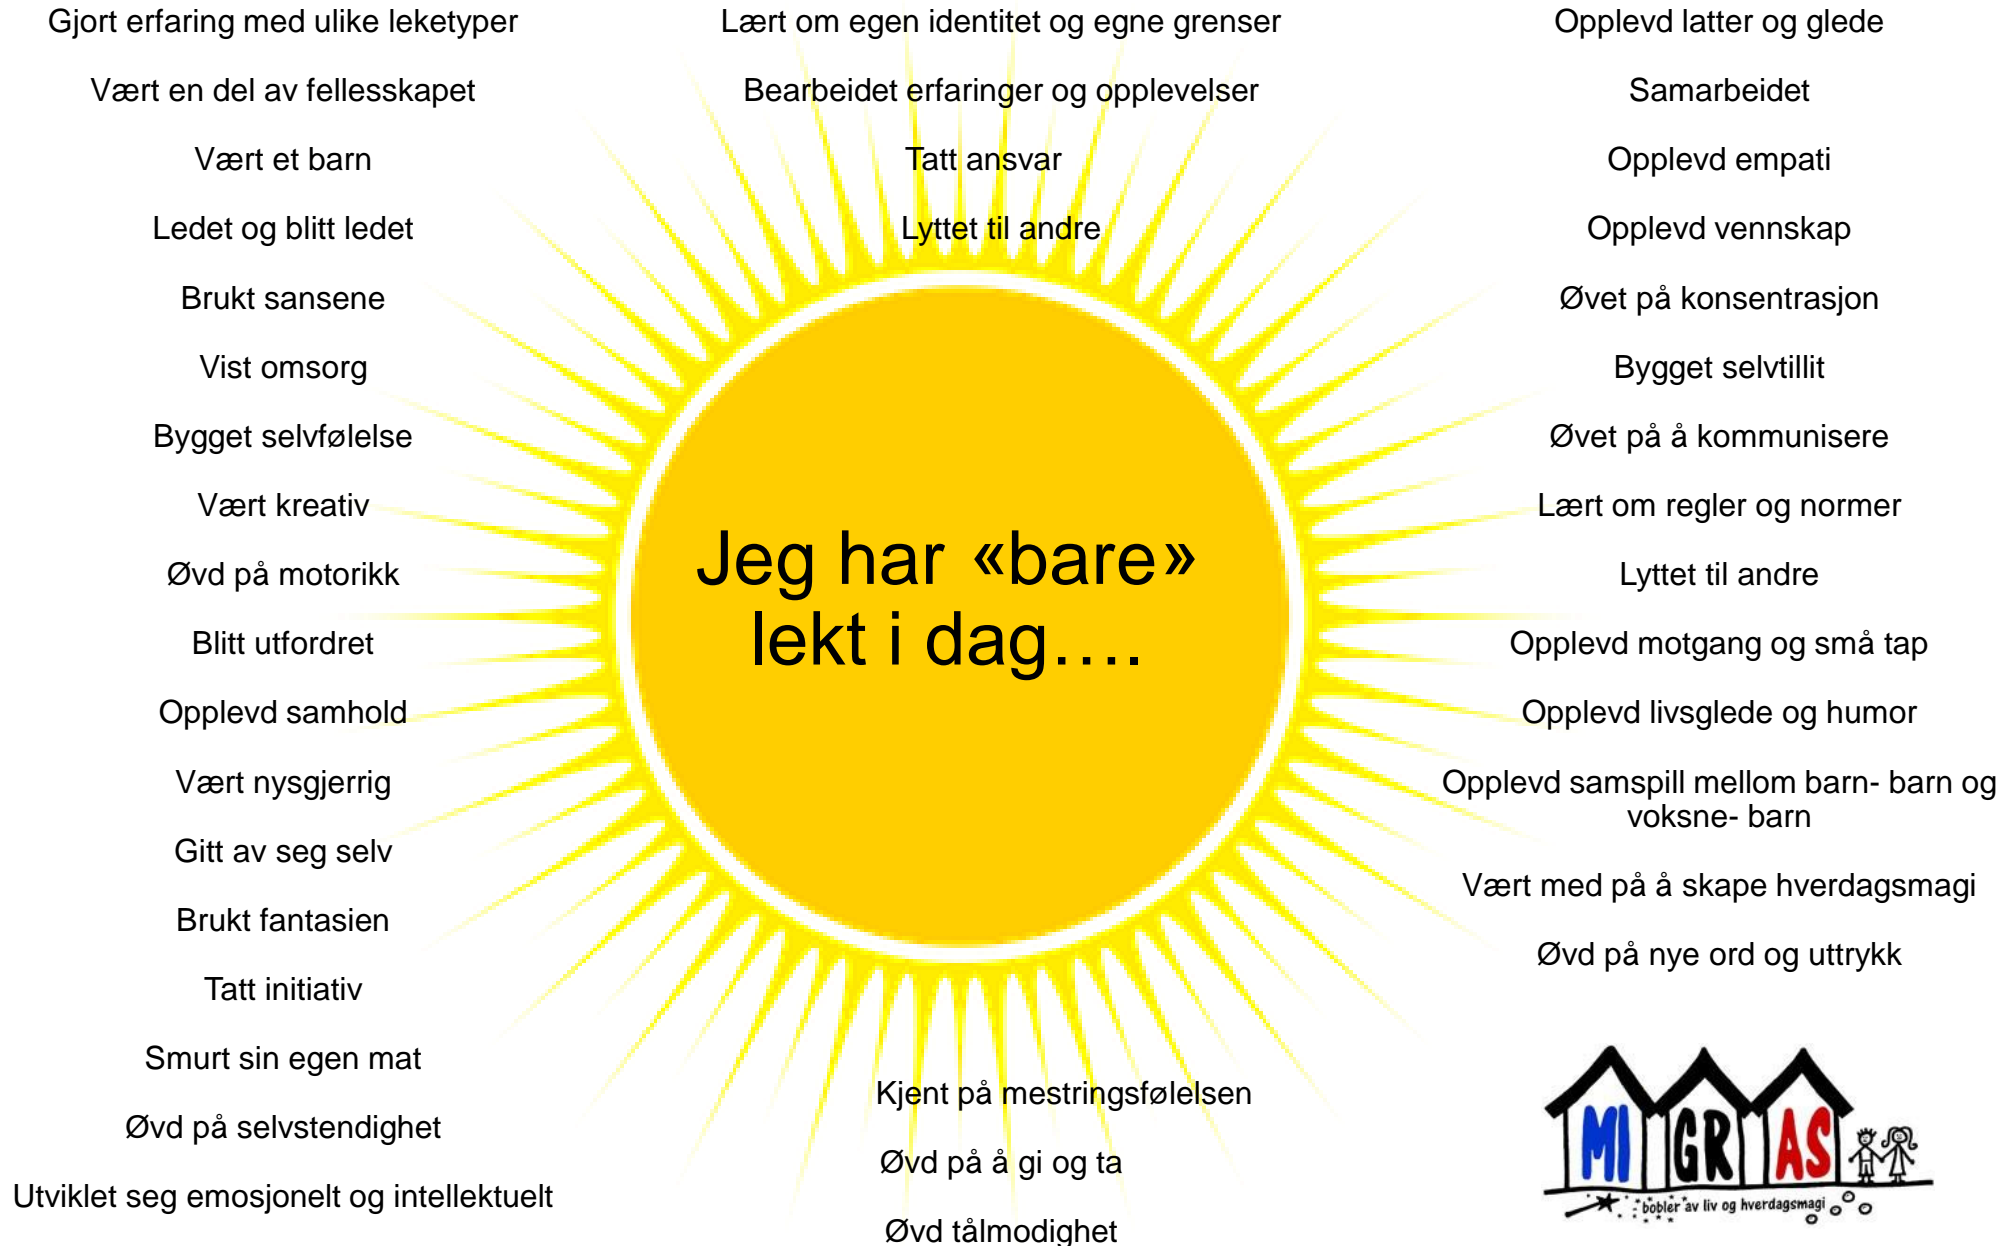 Gjort erfaring med ulike leketyper
Vært en del av fellesskapet
Vært et barn
Ledet og blitt ledet
Brukt sansene
Vist omsorg
Bygget selvfølelse
Vært kreativ
Øvd på motorikk
Blitt utfordret
Opplevd samhold
Vært nysgjerrig
Gitt av seg selv
Brukt fantasien
Tatt initiativ
Smurt sin egen mat
Øvd på selvstendighet
Utviklet seg emosjonelt og intellektuelt
Lært om egen identitet og egne grenser
Bearbeidet erfaringer og opplevelser
Tatt ansvar
Lyttet til andre
Jeg har «bare»
lekt i dag….
Kjent på mestringsfølelsen
Øvd på å gi og ta
Øvd tålmodighet
Opplevd latter og glede
Samarbeidet
Opplevd empati
Opplevd vennskap
Øvet på konsentrasjon
Bygget selvtillit
Øvet på å kommunisere
Lært om regler og normer
Lyttet til andre
Opplevd motgang og små tap
Opplevd livsglede og humor
Opplevd samspill mellom barn- barn og
voksne- barn
Vært med på å skape hverdagsmagi
Øvd på nye ord og uttrykk
MI GR AS
bobler av liv og hverdagsmagi